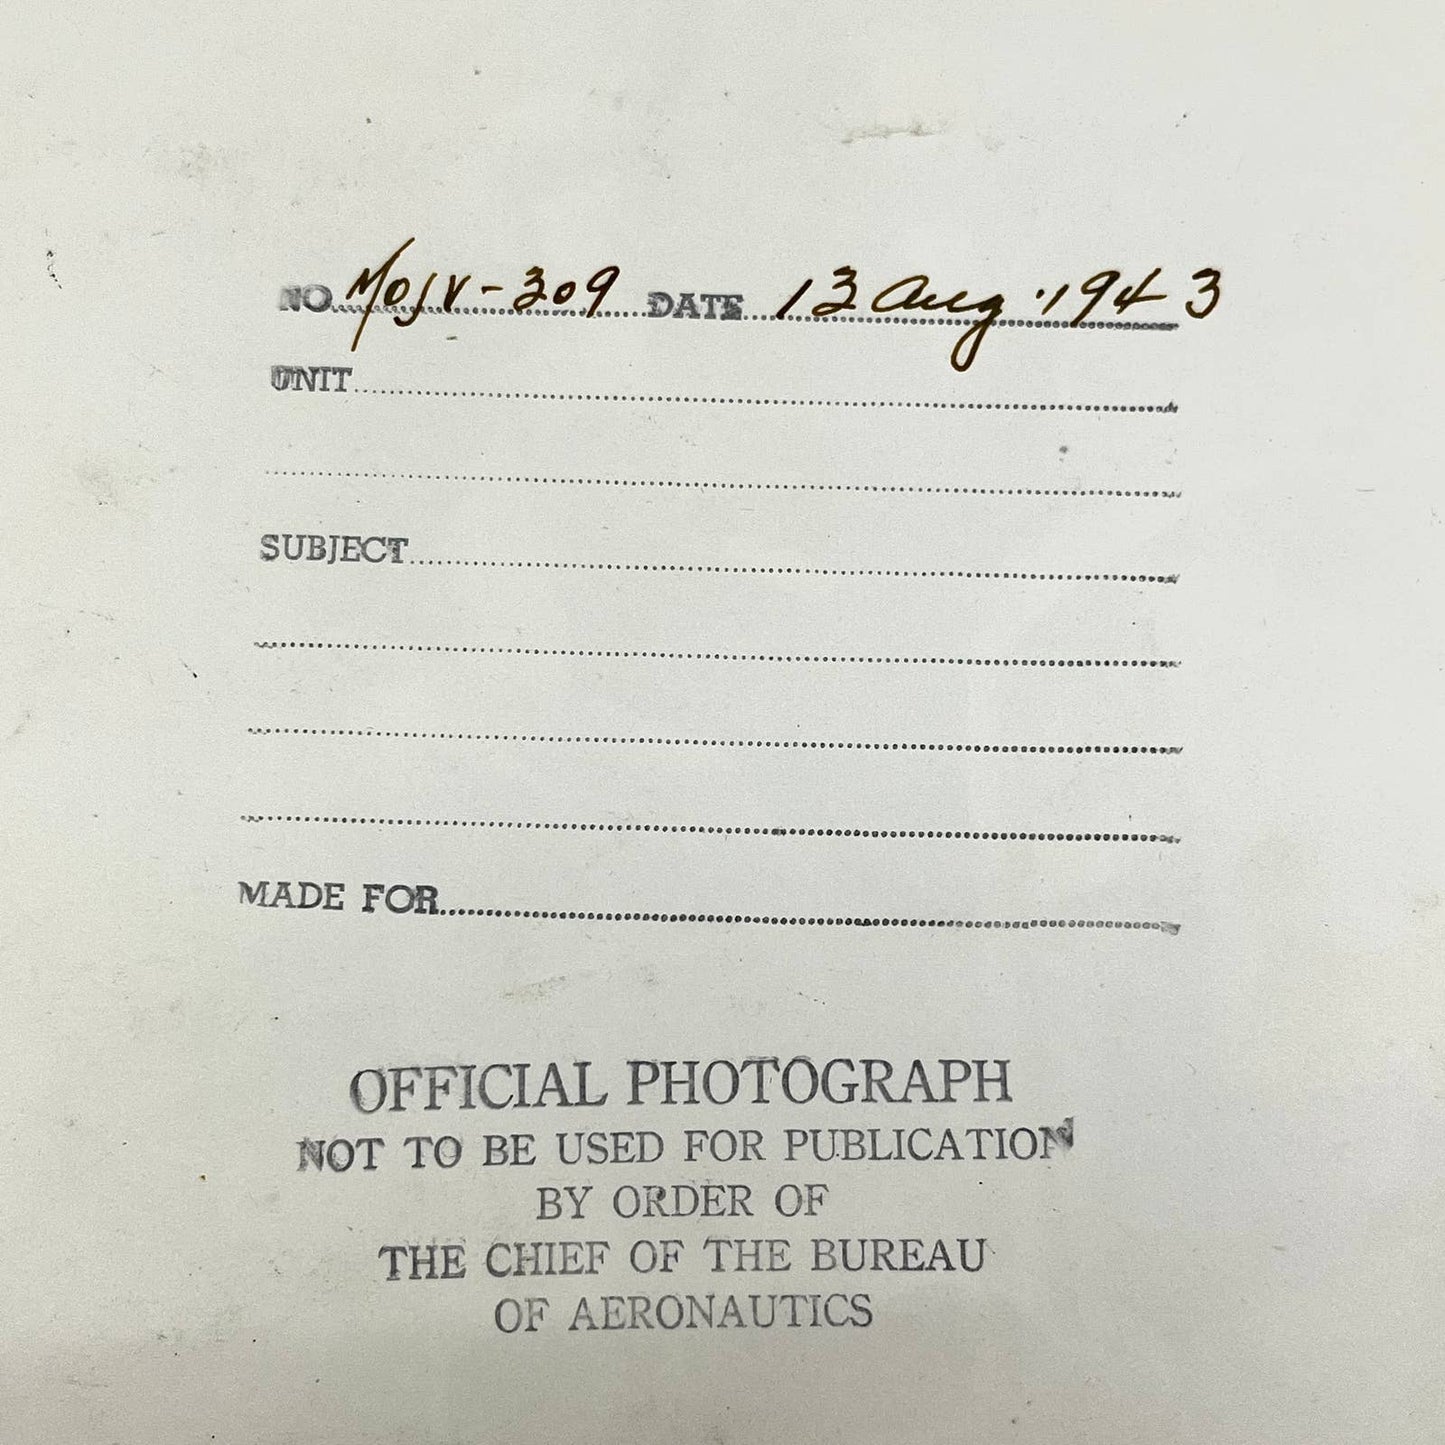 NO. MOJV-309 DATE 13 Aug. 1943
UNIT
SUBJECT
MADE FOR
OFFICIAL PHOTOGRAPH
NOT TO BE USED FOR PUBLICATION
BY ORDER OF
THE CHIEF OF THE BUREAU
OF AERONAUTICS